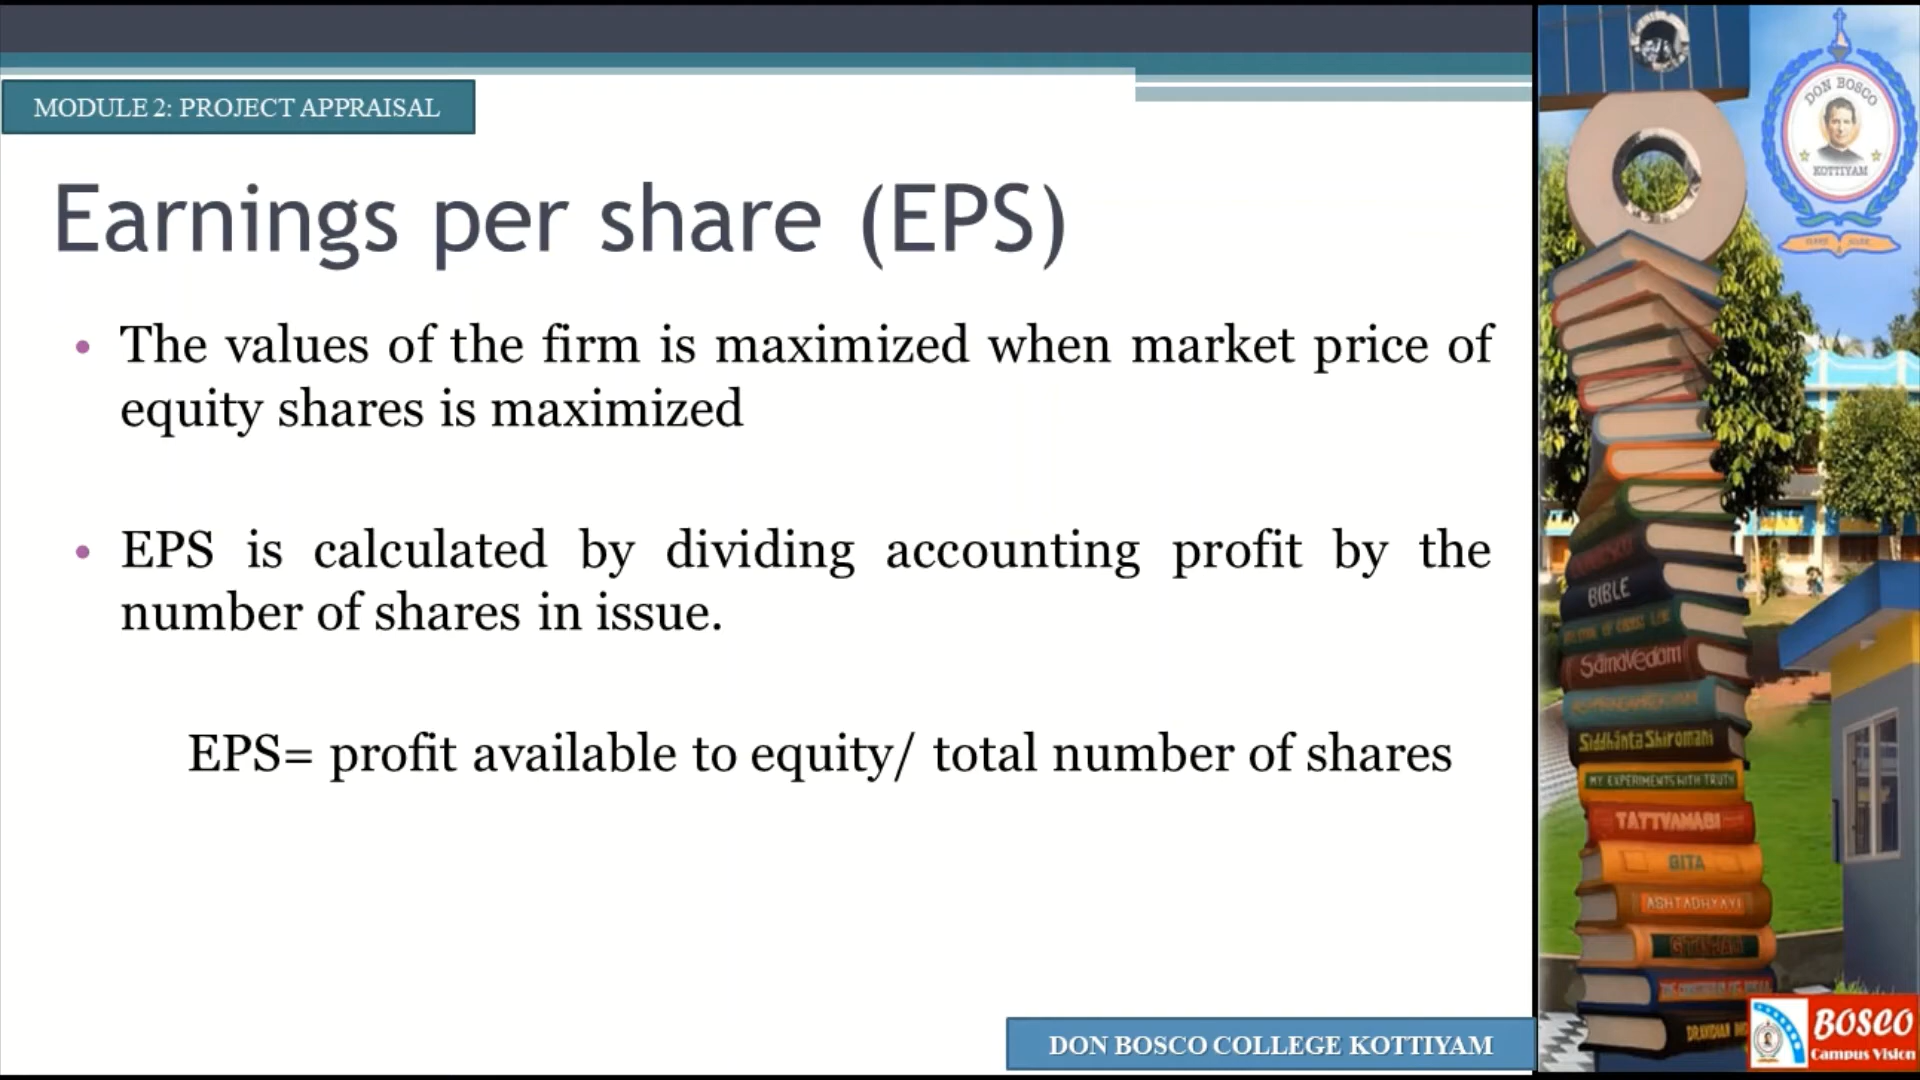 MODULE 2: PROJECT APPRAISAL
Earnings per share (EPS)
• The values of the firm is maximized when market price of
equity shares is maximized
• EPS is calculated by dividing accounting profit by the
number of shares in issue.
EPS= profit available to equity/ total number of shares
DON BOSCO COLLEGE KOTTIYAM
DON BOSCO
KOTTIYAM
BIBLE
SamaVedam
Siddhänta Shiromani
MY EXPERIMENTS WITH TRUTH
TATTVAMASI
GITA
ASHTADHYAYI
BOSCO
Campus Vision